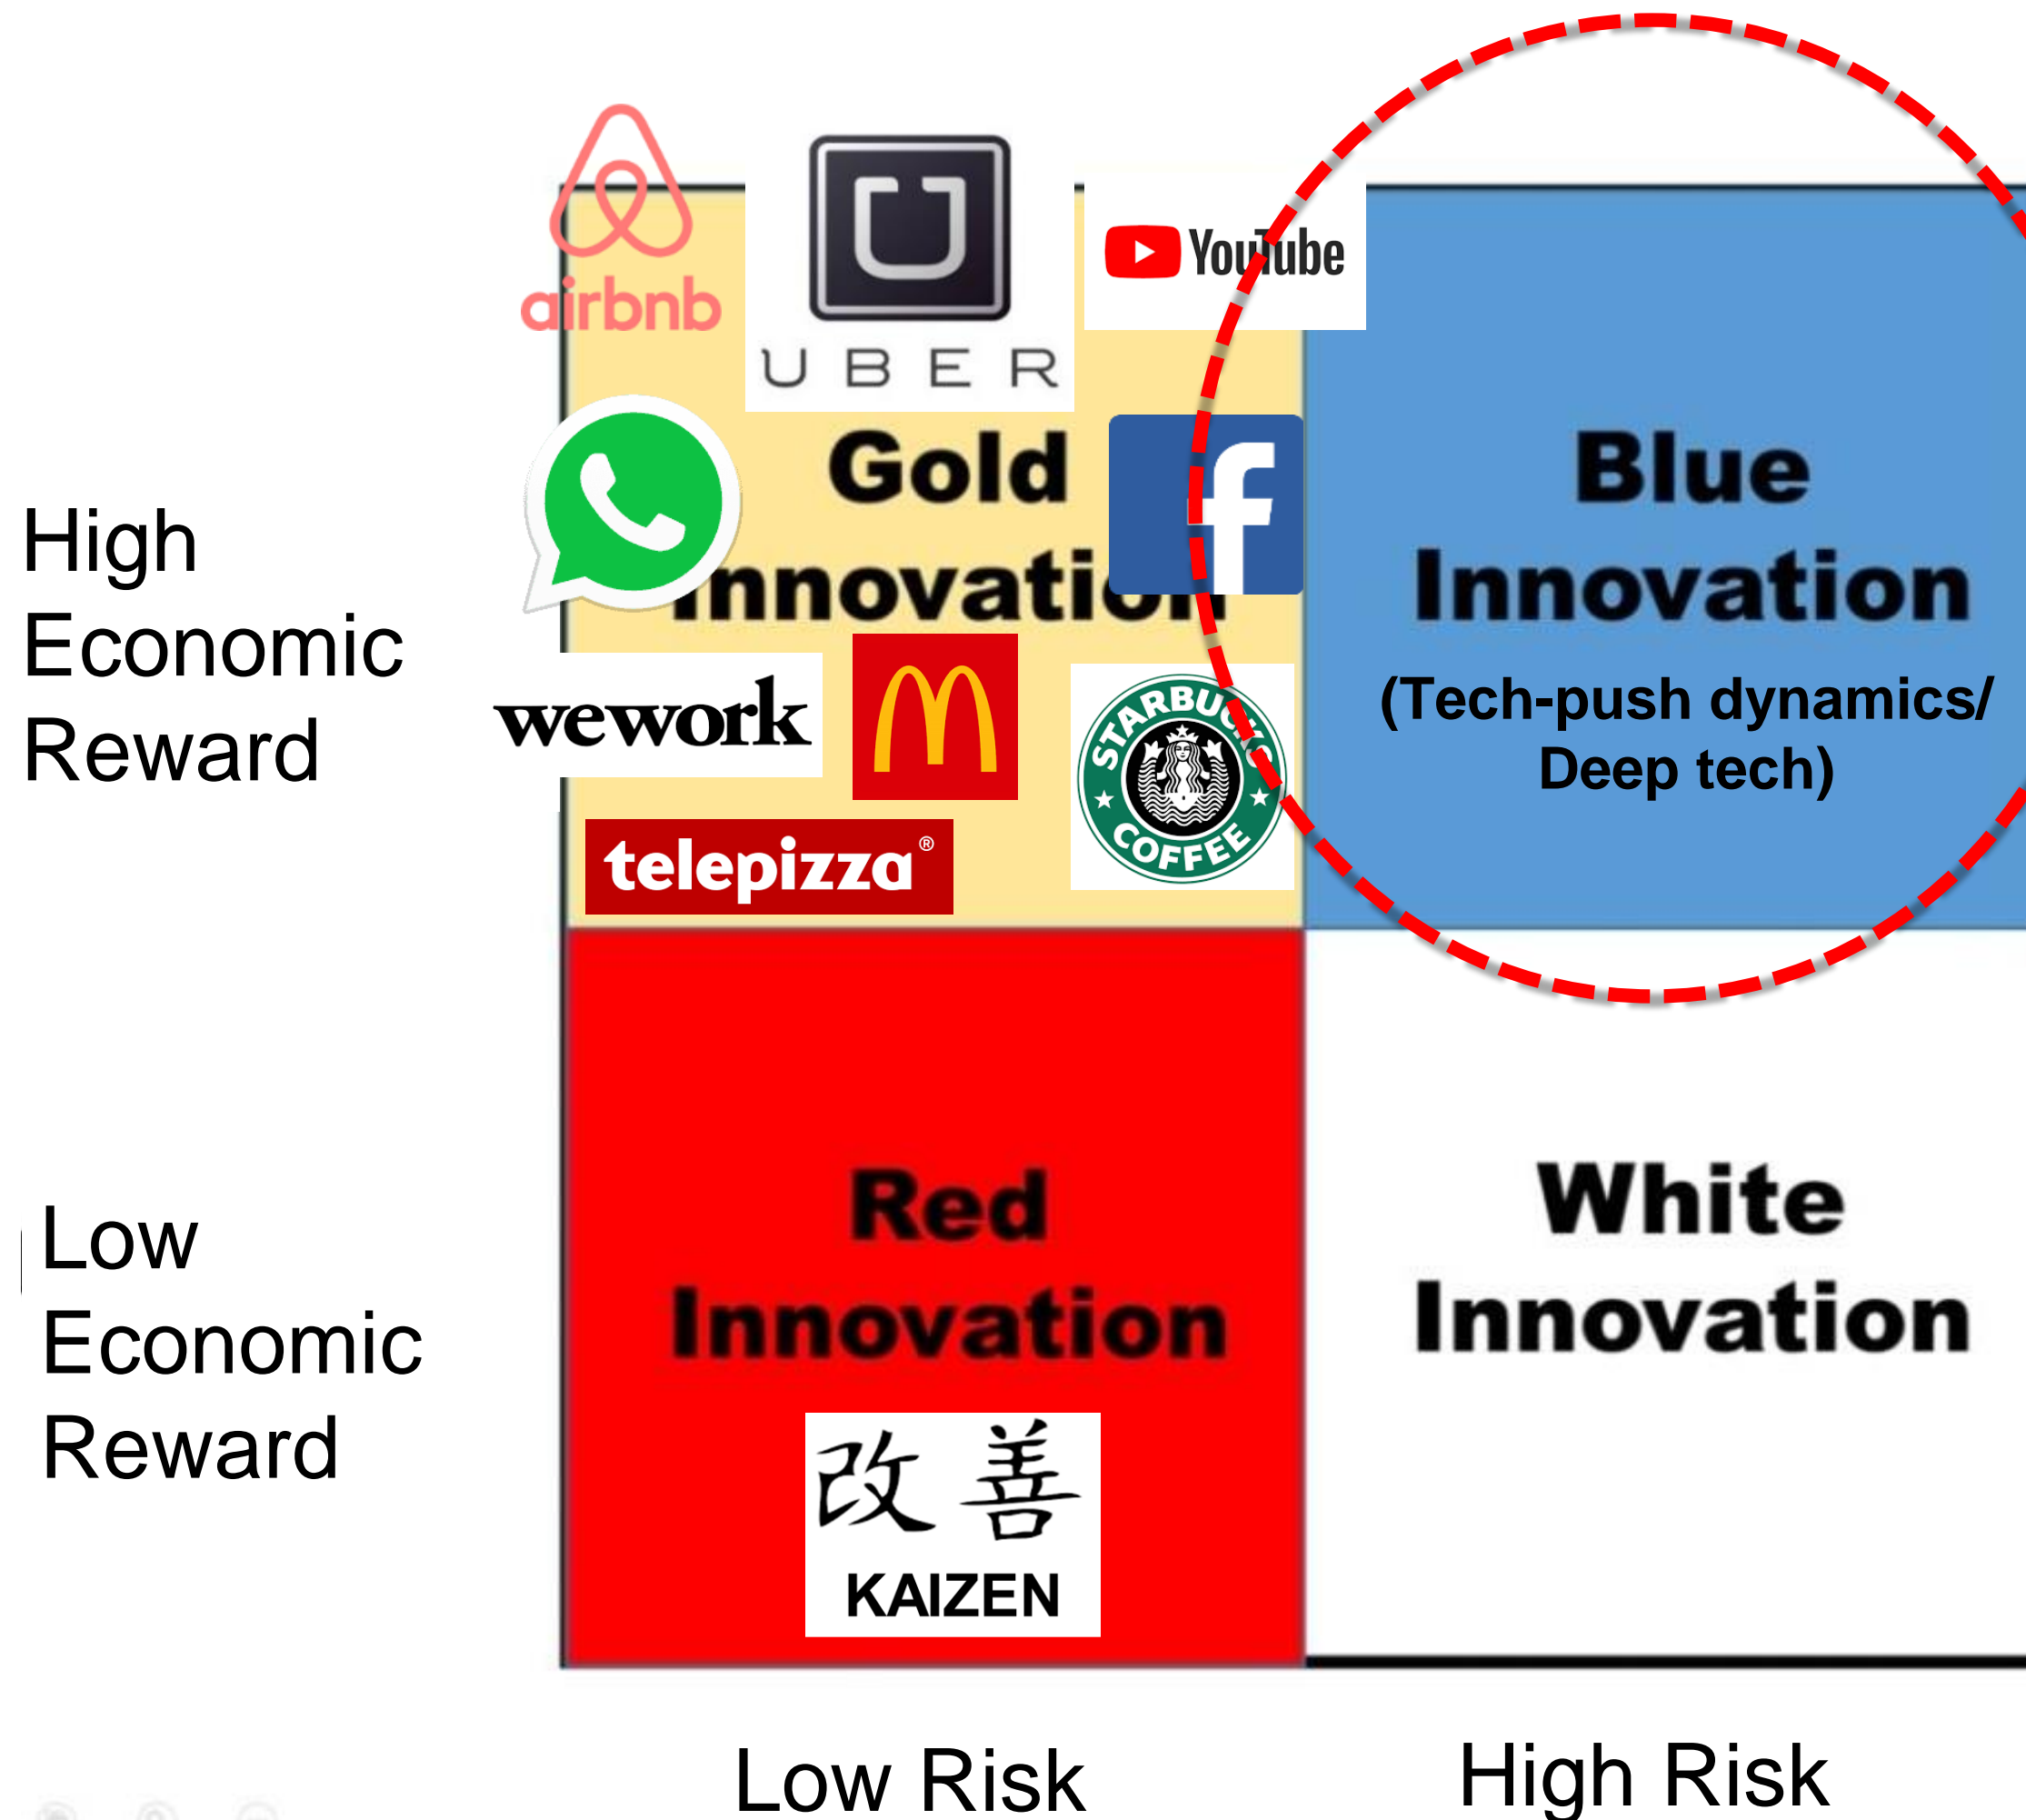 airbnb
UBER
YouTube
High
Economic
Reward
Gold
Innovation
Blue
Innovation
(Tech-push dynamics/
Deep tech)
wework
STARBUCKS
COFFEE
telepizza®
Low
Economic
Reward
Red
Innovation
White
Innovation
改善
KAIZEN
Low Risk
High Risk